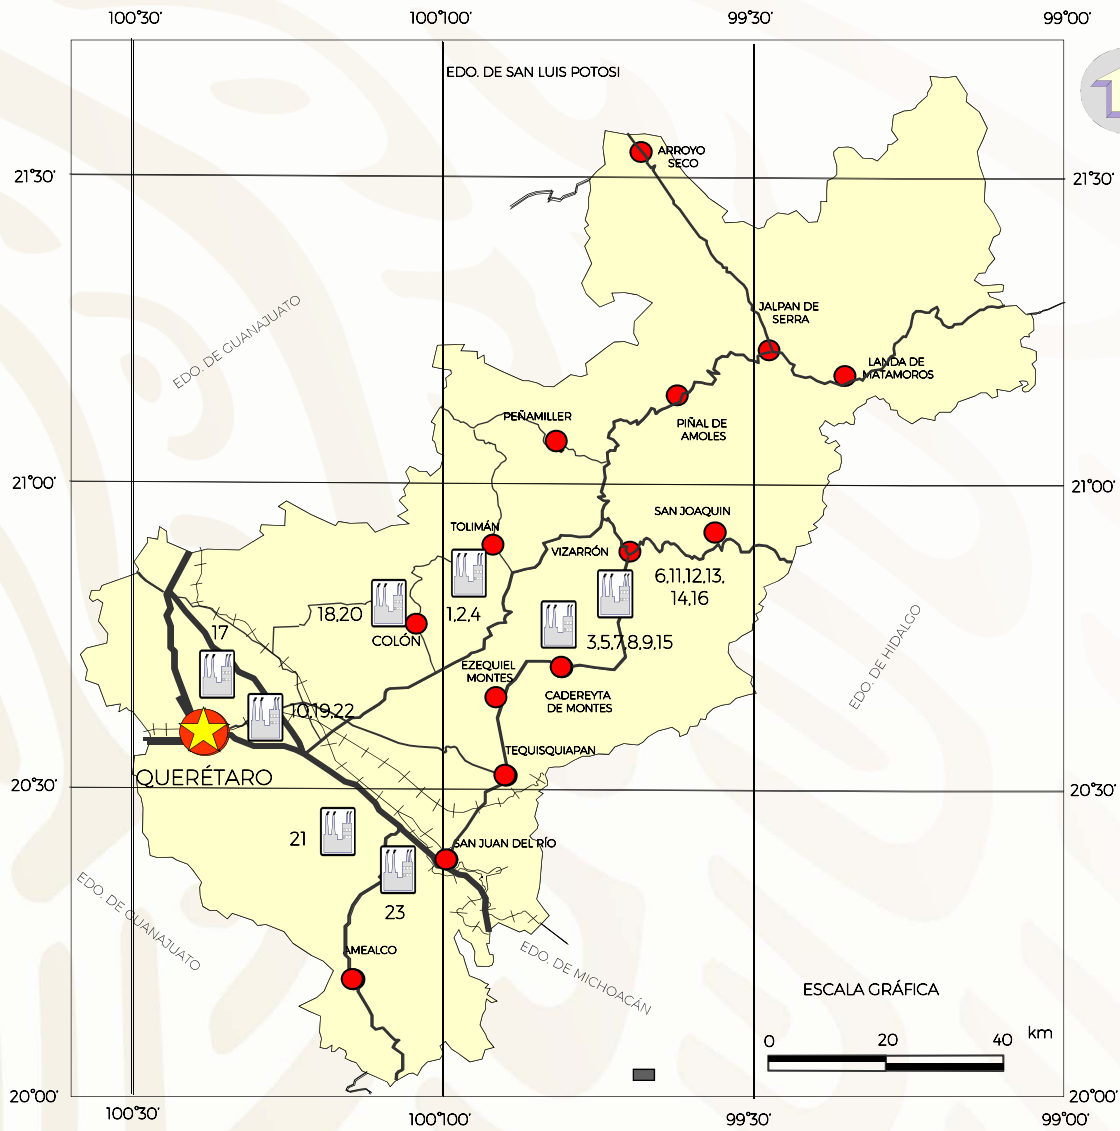 100°30'
100°100'
99°30'
99°00'
EDO. DE SAN LUIS POTOSI
ARROYO
SECO
21°30'
21°30'
EDO. DE GUANAJUATO
JALPAN DE
SERRA
LANDA DE
MATAMOROS
PEÑAMILLER
PIÑAL DE
AMOLES
21°00'
21°00'
SAN JOAQUIN
TOLIMÁN
VIZARRÓN
6,11,12,13,
14,16
18,20
1,2,4
COLÓN
17
3,5,7,8,9,15
EDO. DE HIDALGO
EZEQUIEL
MONTES
CADEREYTA
DE MONTES
10,19,22
TEQUISQUIAPAN
QUERÉTARO
20°30'
20°30'
21
SAN JUAN DEL RÍO
23
EDO. DE GUANAJUATO
AMEALCO
EDO. DE MICHOACÁN
ESCALA GRÁFICA
0
20
40
km
20°00'
20°00'
100°30'
100°100'
99°30'
99°00'